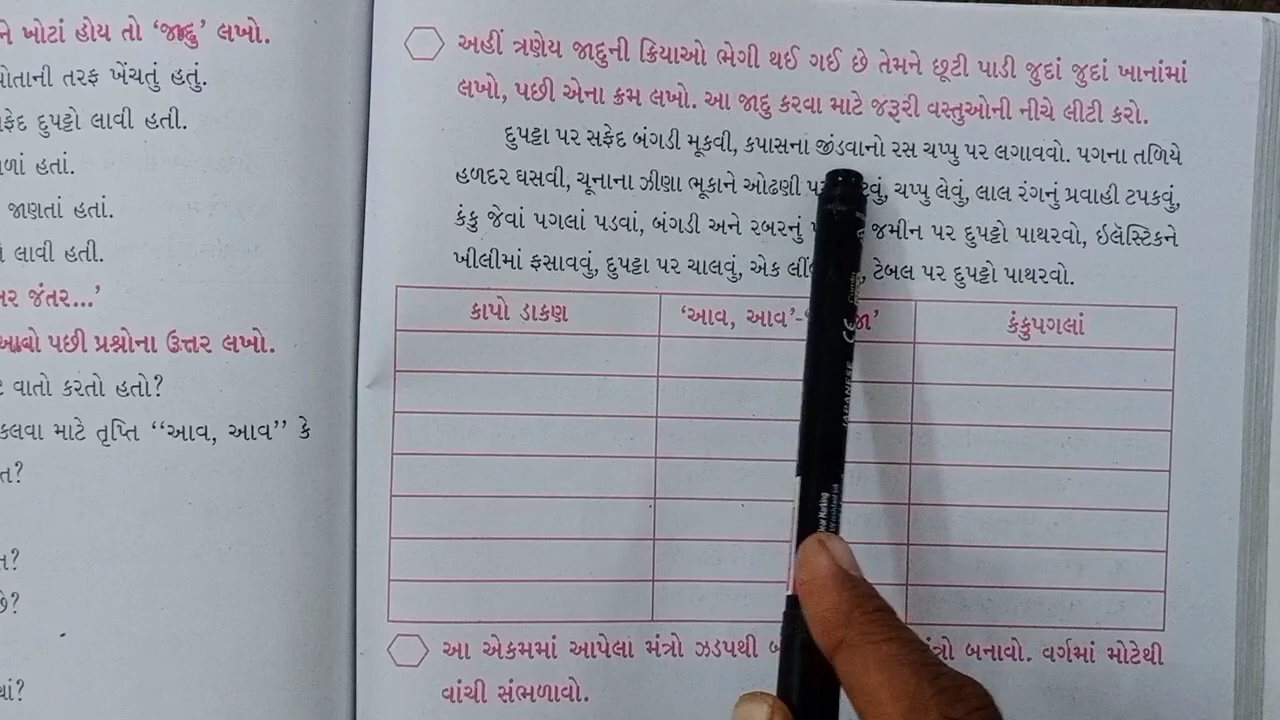 ને ખોટાં હોય તો ‘જાદુ’ લખો.
પોતાની તરફ ખેંચતું હતું.
સફેદ દુપટ્ટો લાવી હતી.
હતાં.
જાણતાં હતાં.
લાવી હતી.
જંતર...’
પછી પ્રશ્નોના ઉત્તર લખો.
વાતો કરતો હતો?
માટે તૃપ્તિ “આવ, આવ” કે
અહીં ત્રણેય જાદુની ક્રિયાઓ ભેગી થઈ ગઈ છે તેમને છૂટી પાડી જુદાં જુદાં ખાનાંમાં
લખો, પછી એના ક્રમ લખો. આ જાદુ કરવા માટે જરૂરી વસ્તુઓની નીચે લીટી કરો.
દુપટ્ટા પર સફેદ બંગડી મૂકવી, કપાસના જીંડવાનો રસ ચપ્પુ પર લગાવવો. પગના તળિયે
હળદર ઘસવી, ચૂનાના ઝીણા ભૂકાને ઓઢણી ચપ્પુ લેવું, લાલ રંગનું પ્રવાહી ટપકવું,
કંકુ જેવાં પગલાં પડવાં, બંગડી અને રબરનું જમીન પર દુપટ્ટો પાથરવો, ઇલૅસ્ટિકને
ખીલીમાં ફસાવવું, દુપટ્ટા પર ચાલવું, એક ટેબલ પર દુપટ્ટો પાથરવો.
કાપો ડાકણ ‘આવ, આવ’- કંકુપગલાં
આ એકમમાં આપેલા મંત્રો ઝડપથી બનાવો. વર્ગમાં મોટેથી
વાંચી સંભળાવો.